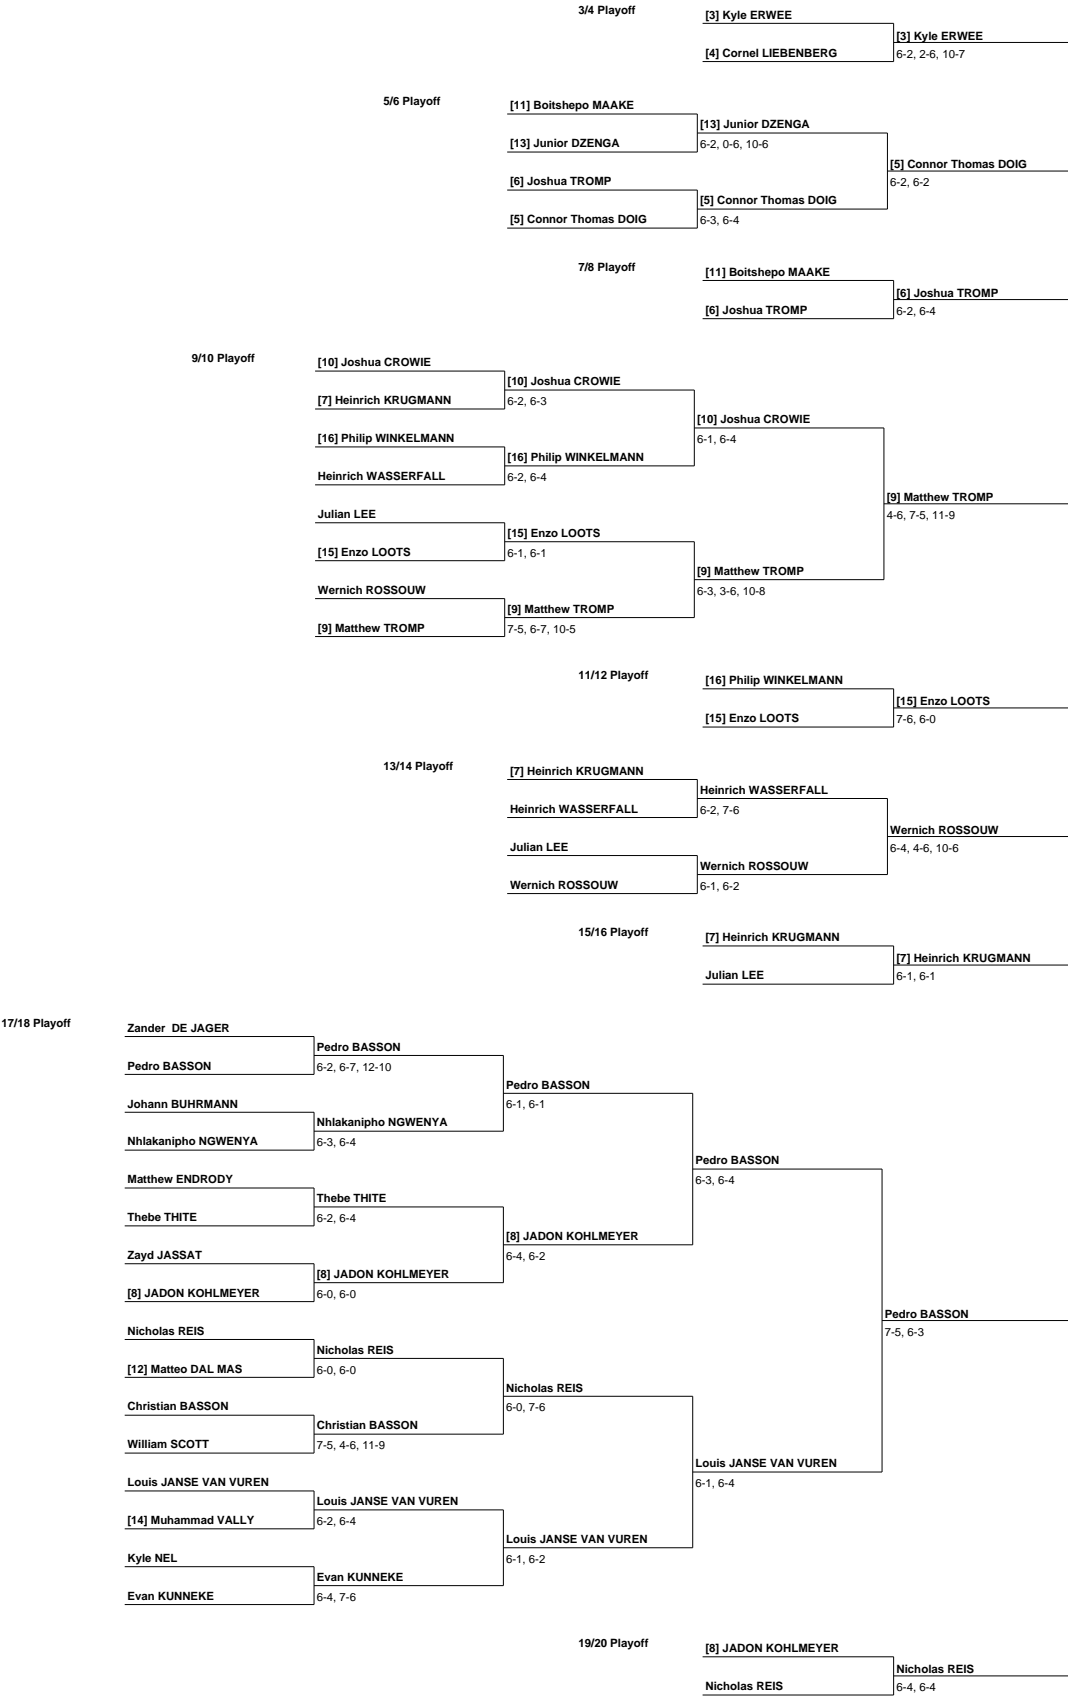 3/4 Playoff
[3] Kyle ERWEE
[3] Kyle ERWEE
[4] Cornel LIEBENBERG
6-2, 2-6, 10-7
5/6 Playoff
[11] Boitshepo MAAKE
[13] Junior DZENGA
[13] Junior DZENGA
6-2, 0-6, 10-6
[5] Connor Thomas DOIG
[6] Joshua TROMP
6-2, 6-2
[5] Connor Thomas DOIG
[5] Connor Thomas DOIG
6-3, 6-4
7/8 Playoff
[11] Boitshepo MAAKE
[6] Joshua TROMP
[6] Joshua TROMP
6-2, 6-4
9/10 Playoff
[10] Joshua CROWIE
[10] Joshua CROWIE
[7] Heinrich KRUGMANN
6-2, 6-3
[10] Joshua CROWIE
[16] Philip WINKELMANN
6-1, 6-4
[16] Philip WINKELMANN
Heinrich WASSERFALL
6-2, 6-4
[9] Matthew TROMP
Julian LEE
4-6, 7-5, 11-9
[15] Enzo LOOTS
[15] Enzo LOOTS
6-1, 6-1
[9] Matthew TROMP
Wernich ROSSOUW
6-3, 3-6, 10-8
[9] Matthew TROMP
[9] Matthew TROMP
7-5, 6-7, 10-5
11/12 Playoff
[16] Philip WINKELMANN
[15] Enzo LOOTS
[15] Enzo LOOTS
7-6, 6-0
13/14 Playoff
[7] Heinrich KRUGMANN
Heinrich WASSERFALL
Heinrich WASSERFALL
6-2, 7-6
Wernich ROSSOUW
Julian LEE
6-4, 4-6, 10-6
Wernich ROSSOUW
Wernich ROSSOUW
6-1, 6-2
15/16 Playoff
[7] Heinrich KRUGMANN
[7] Heinrich KRUGMANN
Julian LEE
6-1, 6-1
17/18 Playoff
Zander  DE JAGER
Pedro BASSON
Pedro BASSON
6-2, 6-7, 12-10
Pedro BASSON
Johann BUHRMANN
6-1, 6-1
Nhlakanipho NGWENYA
Nhlakanipho NGWENYA
6-3, 6-4
Pedro BASSON
Matthew ENDRODY
6-3, 6-4
Thebe THITE
Thebe THITE
6-2, 6-4
[8] JADON KOHLMEYER
Zayd JASSAT
6-4, 6-2
[8] JADON KOHLMEYER
[8] JADON KOHLMEYER
6-0, 6-0
Pedro BASSON
Nicholas REIS
7-5, 6-3
Nicholas REIS
[12] Matteo DAL MAS
6-0, 6-0
Nicholas REIS
Christian BASSON
6-0, 7-6
Christian BASSON
William SCOTT
7-5, 4-6, 11-9
Louis JANSE VAN VUREN
Louis JANSE VAN VUREN
6-1, 6-4
Louis JANSE VAN VUREN
[14] Muhammad VALLY
6-2, 6-4
Louis JANSE VAN VUREN
Kyle NEL
6-1, 6-2
Evan KUNNEKE
Evan KUNNEKE
6-4, 7-6
19/20 Playoff
[8] JADON KOHLMEYER
Nicholas REIS
Nicholas REIS
6-4, 6-4